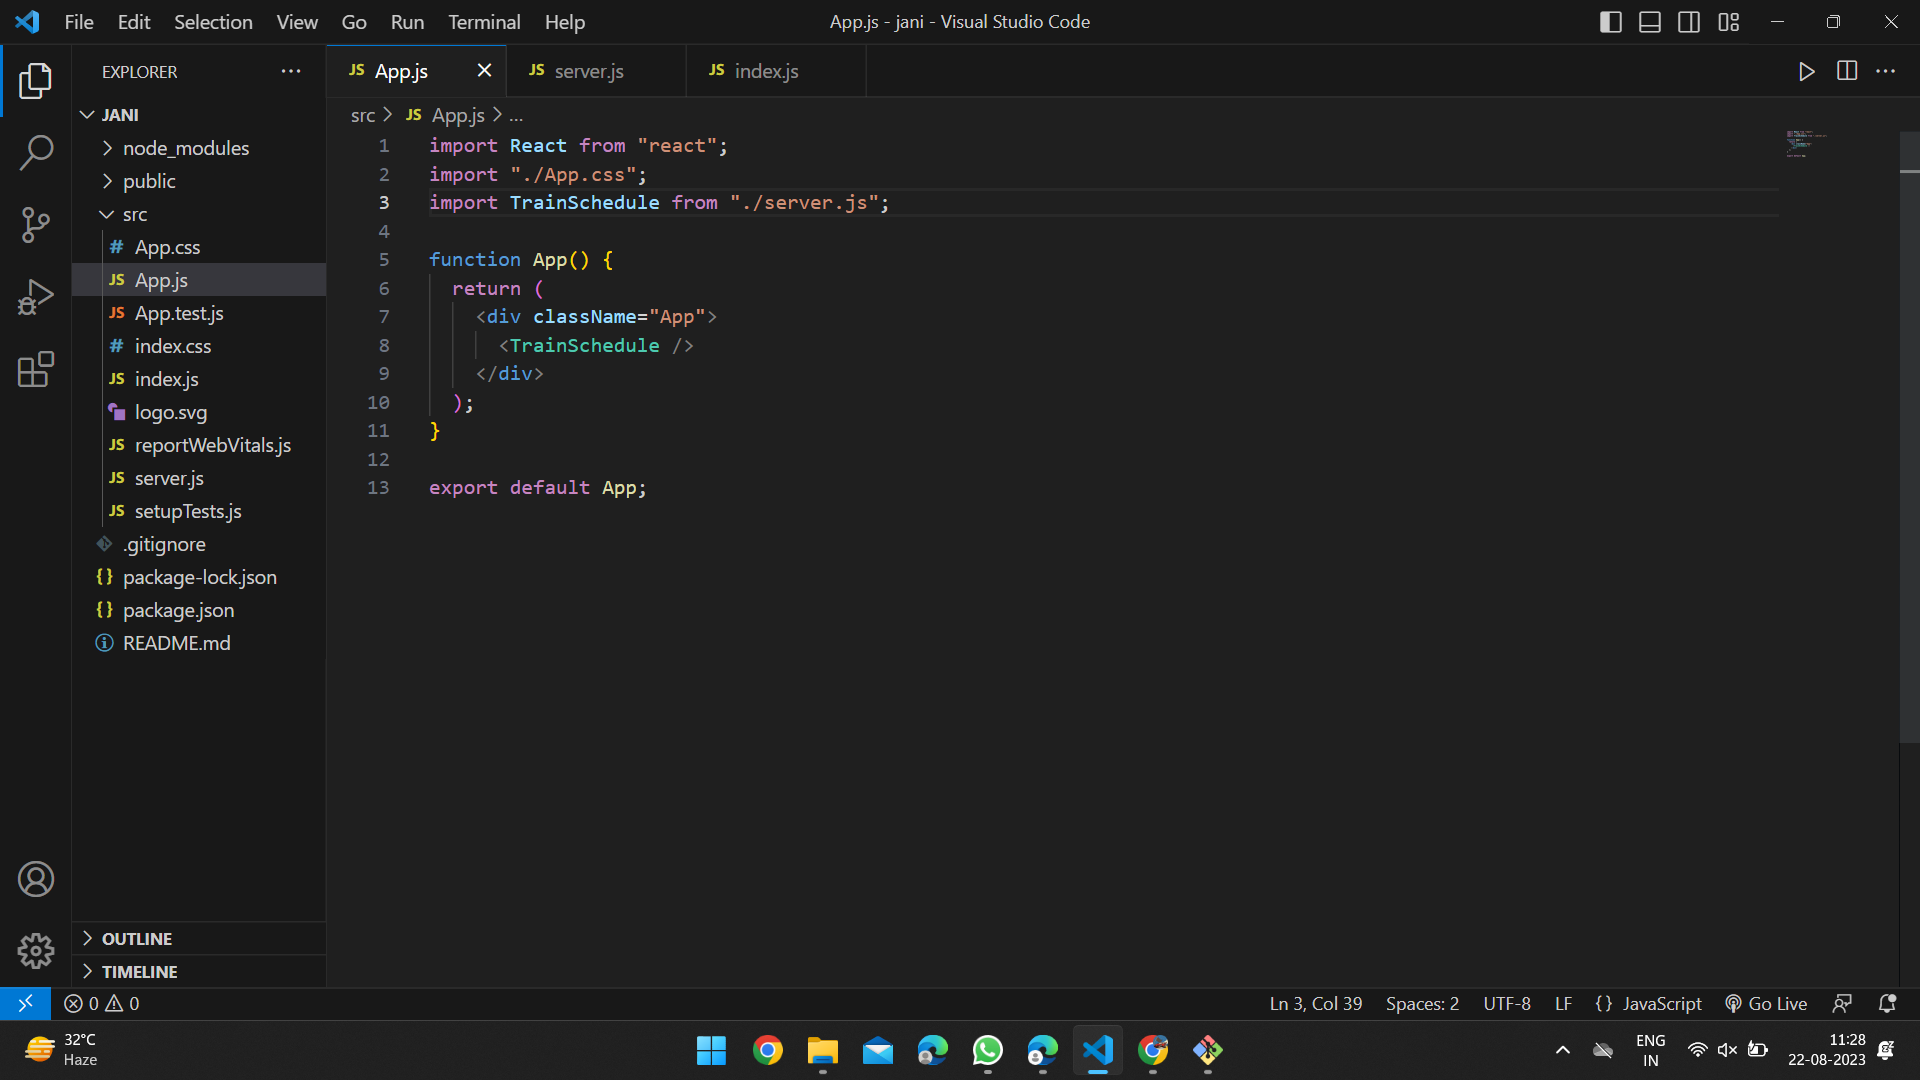 File Edit Selection View Go Run Terminal Help
App.js - jani - Visual Studio Code
EXPLORER
JANI
node_modules
public
src
# App.css
JS App.js
JS App.test.js
# index.css
JS index.js
logo.svg
JS reportWebVitals.js
JS server.js
JS setupTests.js
.gitignore
{} package-lock.json
{} package.json
README.md
OUTLINE
TIMELINE
JS App.js
JS server.js
JS index.js
src > JS App.js > ...
1 import React from "react";
2 import "./App.css";
3 import TrainSchedule from "./server.js";
4
5 function App() {
6 return (
7 <div className="App">
8 <TrainSchedule />
9 </div>
10 );
11 }
12
13 export default App;
0 0
Ln 3, Col 39 Spaces: 2 UTF-8 LF {} JavaScript Go Live
32°C
Haze
ENG
IN
11:28
22-08-2023